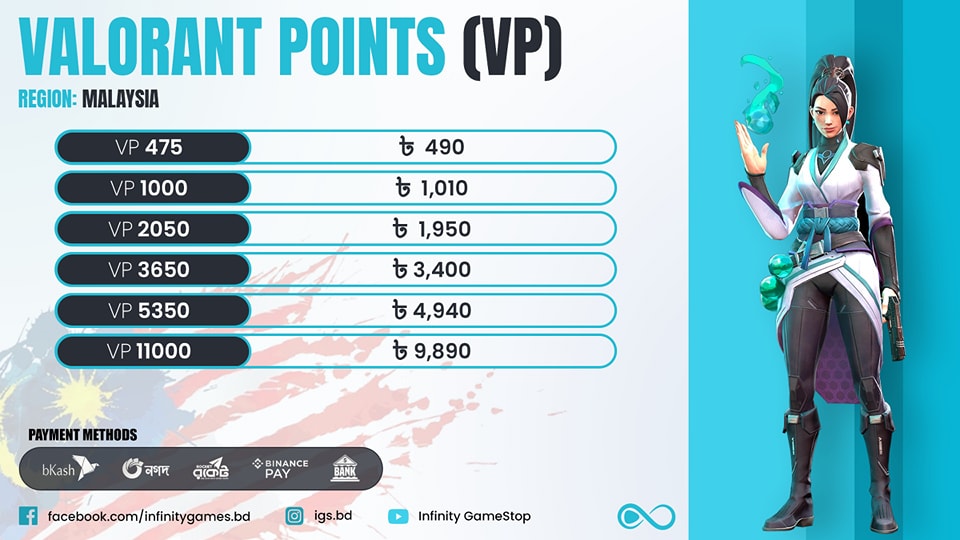 VALORANT POINTS (VP)
REGION: MALAYSIA
VP 475 ৳ 490
VP 1000 ৳ 1,010
VP 2050 ৳ 1,950
VP 3650 ৳ 3,400
VP 5350 ৳ 4,940
VP 11000 ৳ 9,890
PAYMENT METHODS
bKash নগদ ROCKET রকেট BINANCE PAY BANK
facebook.com/infinitygames.bd igs.bd Infinity GameStop